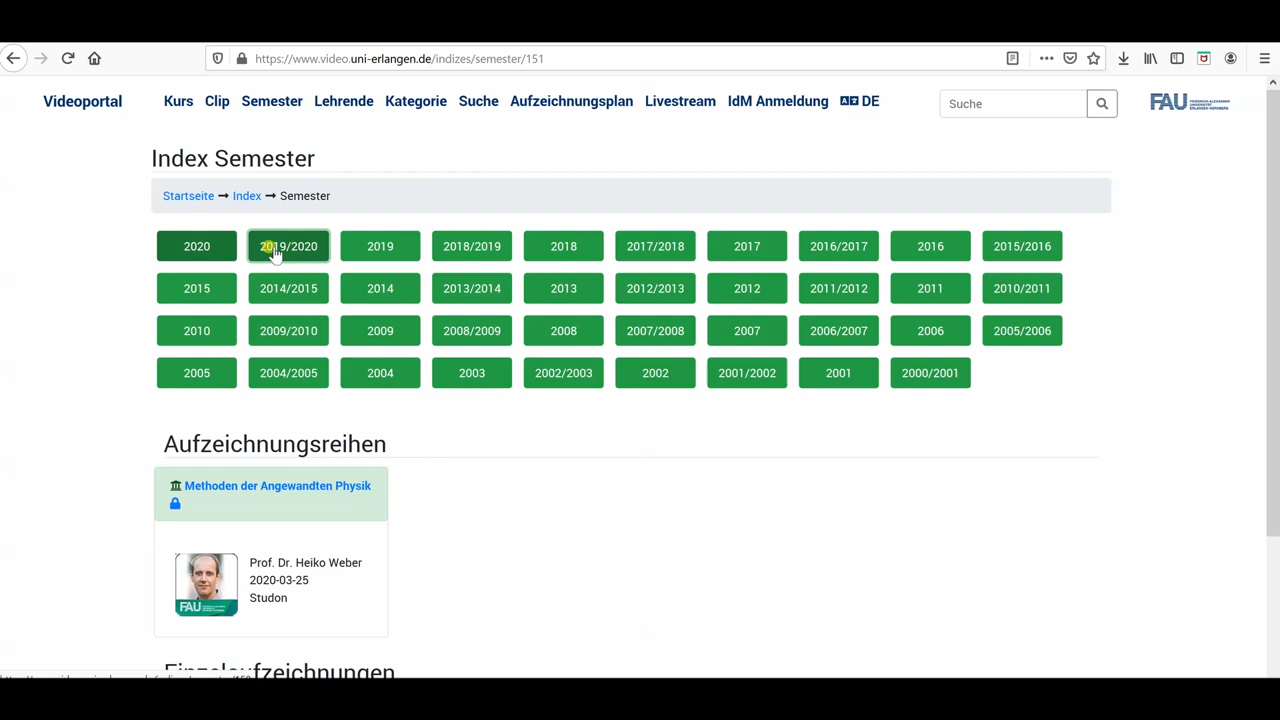 https://www.video.uni-erlangen.de/indizes/semester/151
Videoportal Kurs Clip Semester Lehrende Kategorie Suche Aufzeichnungsplan Livestream IdM Anmeldung DE Suche FAU FRIEDRICH-ALEXANDER
UNIVERSITÄT
ERLANGEN-NÜRNBERG
Index Semester
Startseite ➞ Index ➞ Semester
2020 2019/2020 2019 2018/2019 2018 2017/2018 2017 2016/2017 2016 2015/2016
2015 2014/2015 2014 2013/2014 2013 2012/2013 2012 2011/2012 2011 2010/2011
2010 2009/2010 2009 2008/2009 2008 2007/2008 2007 2006/2007 2006 2005/2006
2005 2004/2005 2004 2003 2002/2003 2002 2001/2002 2001 2000/2001
Aufzeichnungsreihen
Methoden der Angewandten Physik
Prof. Dr. Heiko Weber
2020-03-25
Studon
FAU
Einzelaufzeichnungen